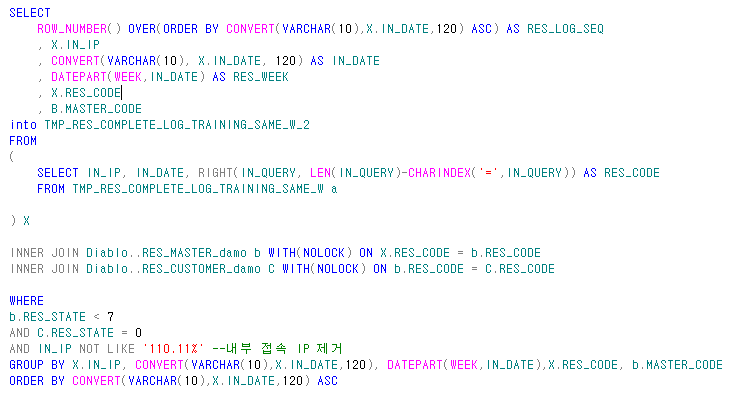 SELECT
ROW_NUMBER() OVER(ORDER BY CONVERT(VARCHAR(10),X.IN_DATE,120) ASC) AS RES_LOG_SEQ
, X.IN_IP
, CONVERT(VARCHAR(10), X.IN_DATE, 120) AS IN_DATE
, DATEPART(WEEK,IN_DATE) AS RES_WEEK
, X.RES_CODE
, B.MASTER_CODE
into TMP_RES_COMPLETE_LOG_TRAINING_SAME_W_2
FROM
(
SELECT IN_IP, IN_DATE, RIGHT(IN_QUERY, LEN(IN_QUERY)-CHARINDEX('=',IN_QUERY)) AS RES_CODE
FROM TMP_RES_COMPLETE_LOG_TRAINING_SAME_W a
) X
INNER JOIN Diablo..RES_MASTER_damo b WITH(NOLOCK) ON X.RES_CODE = b.RES_CODE
INNER JOIN Diablo..RES_CUSTOMER_damo C WITH(NOLOCK) ON b.RES_CODE = C.RES_CODE
WHERE
b.RES_STATE < 7
AND C.RES_STATE = 0
AND IN_IP NOT LIKE '110.11%' --내부 접속 IP 제거
GROUP BY X.IN_IP, CONVERT(VARCHAR(10),X.IN_DATE,120), DATEPART(WEEK,IN_DATE),X.RES_CODE, b.MASTER_CODE
ORDER BY CONVERT(VARCHAR(10),X.IN_DATE,120) ASC